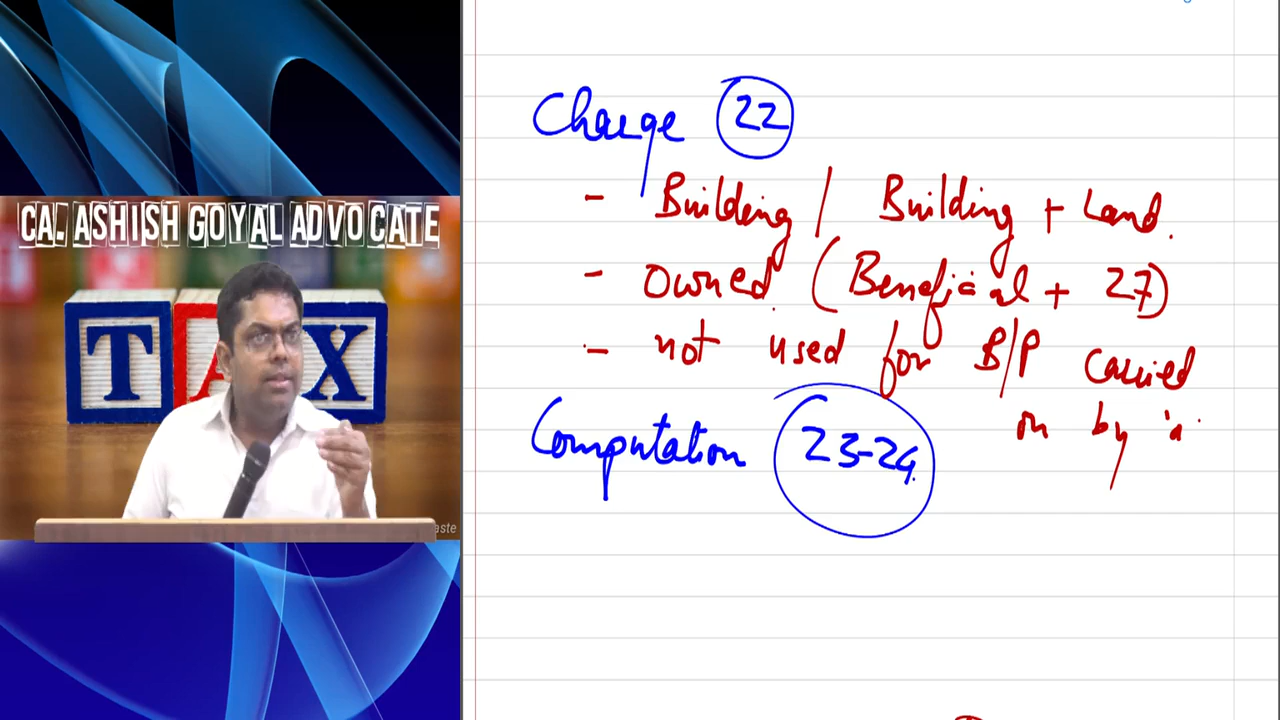 CA. ASHISH GOYAL ADVOCATE
TAX
Charge 22
- Building / Building + Land.
- owned (Beneficial + 27)
- not used for B/P carried
on by 'a'
Computation 23-24.